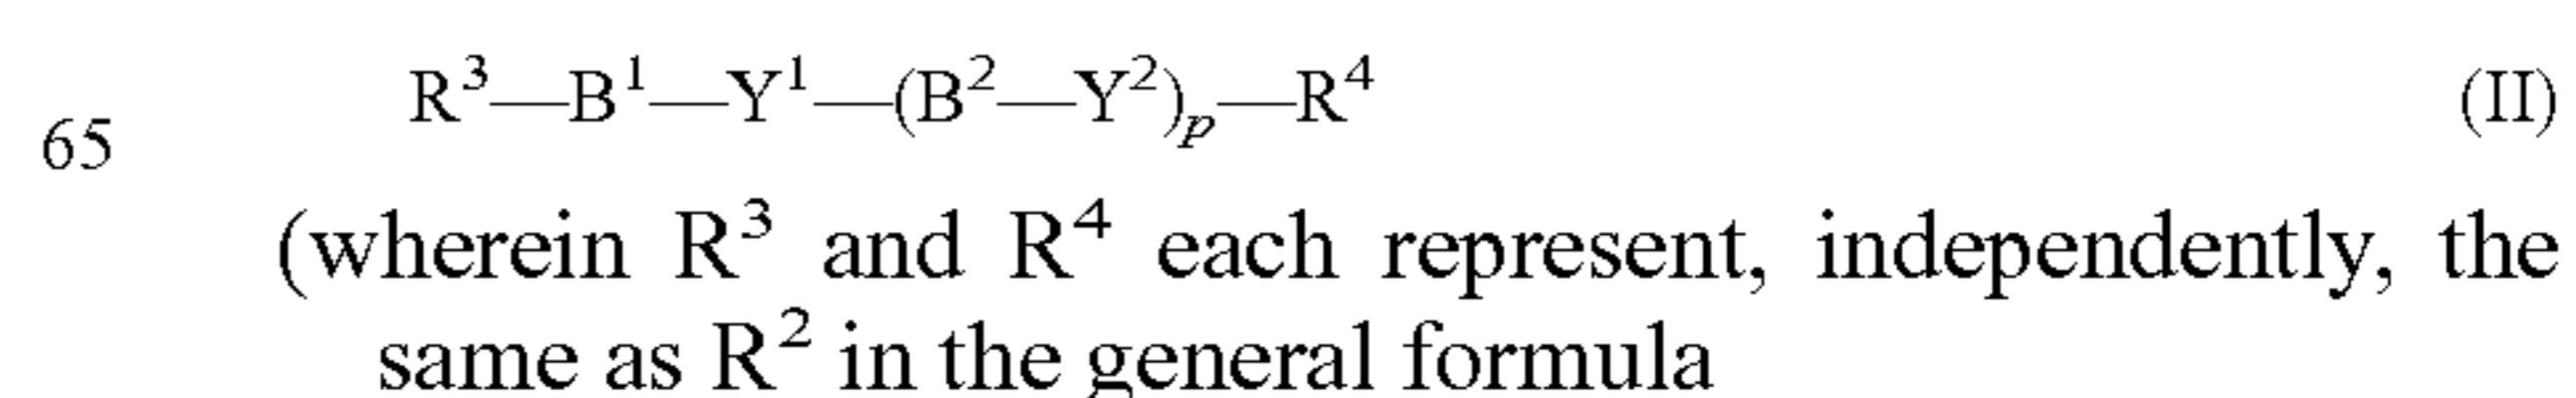 R³—B¹—Y¹—(B²—Y²)ₚ—R⁴ (II)
65
(wherein R³ and R⁴ each represent, independently, the
same as R² in the general formula